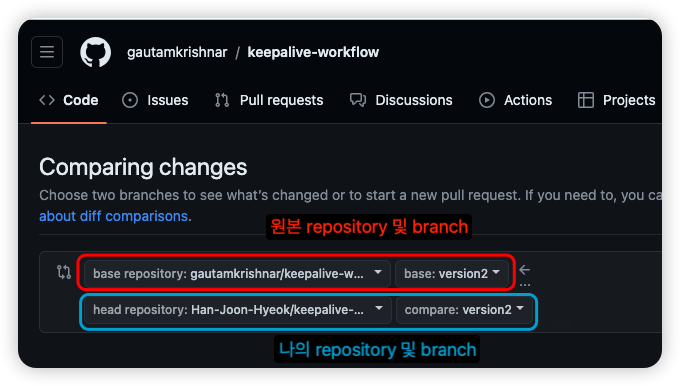 gautamkrishnar / keepalive-workflow
Code Issues Pull requests Discussions Actions Projects
Comparing changes
Choose two branches to see what's changed or to start a new pull request. If you need to, you ca
about diff comparisons.
원본 repository 및 branch
base repository: gautamkrishnar/keepalive-w... base: version2
head repository: Han-Joon-Hyeok/keepalive-... compare: version2
나의 repository 및 branch